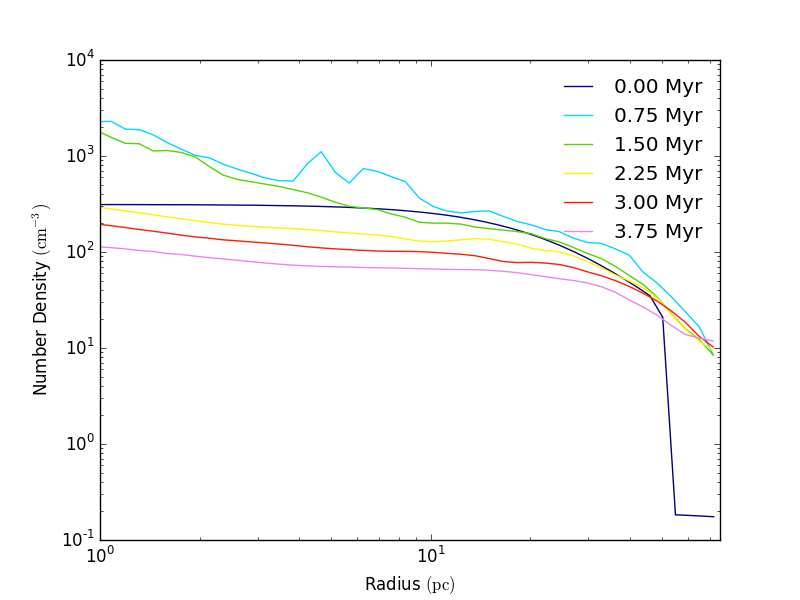 10^4
10^3
10^2
10^1
10^0
10^-1
Number Density (cm^-3)
0.00 Myr
0.75 Myr
1.50 Myr
2.25 Myr
3.00 Myr
3.75 Myr
10^0 10^1
Radius (pc)